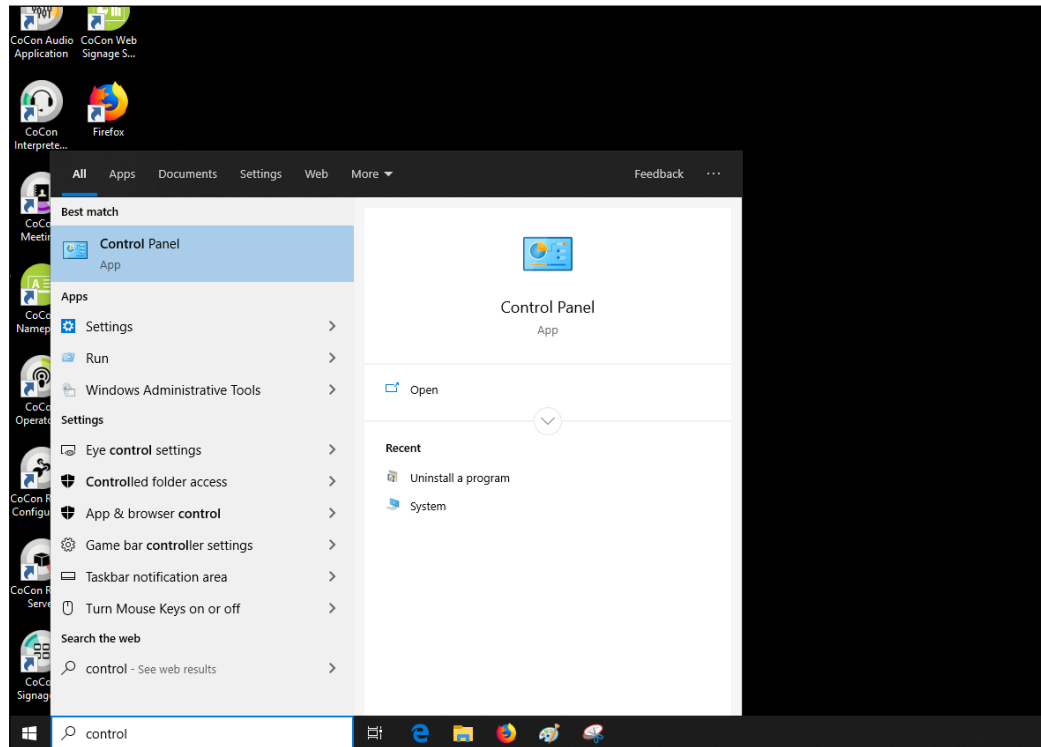 CoCon Audio
Application
CoCon Web
Signage S...
CoCon
Interprete...
Firefox
All Apps Documents Settings Web More Feedback ...
Best match
Control Panel
App
Apps
Settings
Run
Windows Administrative Tools
Settings
Eye control settings
Controlled folder access
App & browser control
Game bar controller settings
Taskbar notification area
Turn Mouse Keys on or off
Search the web
control - See web results
control
Control Panel
App
Open
Recent
Uninstall a program
System